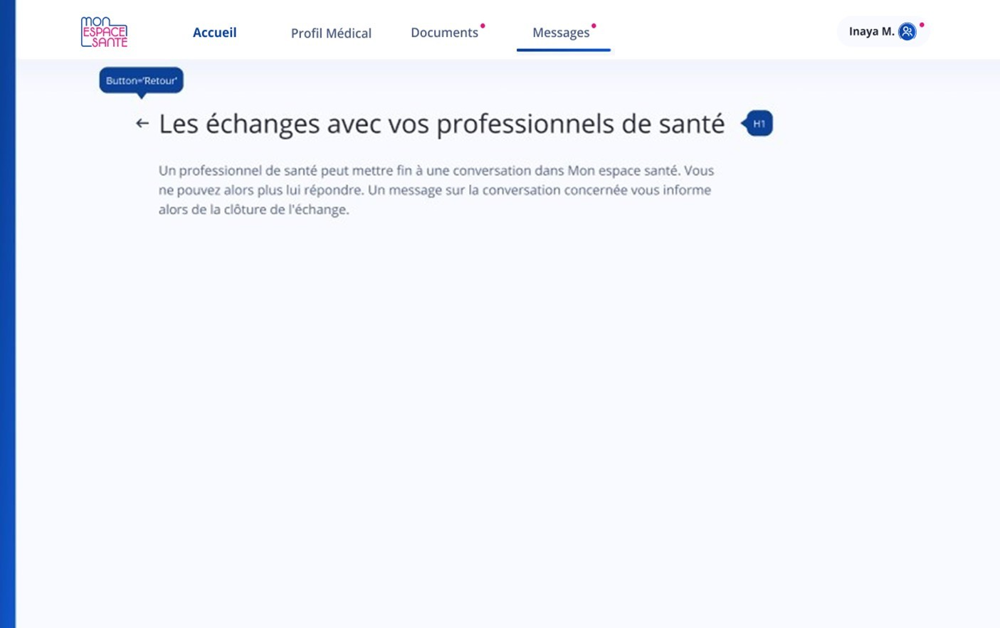 MON
ESPACE
SANTÉ
Accueil
Profil Médical
Documents
Messages
Inaya M.
Button='Retour'
← Les échanges avec vos professionnels de santé
H1
Un professionnel de santé peut mettre fin à une conversation dans Mon espace santé. Vous
ne pouvez alors plus lui répondre. Un message sur la conversation concernée vous informe
alors de la clôture de l'échange.